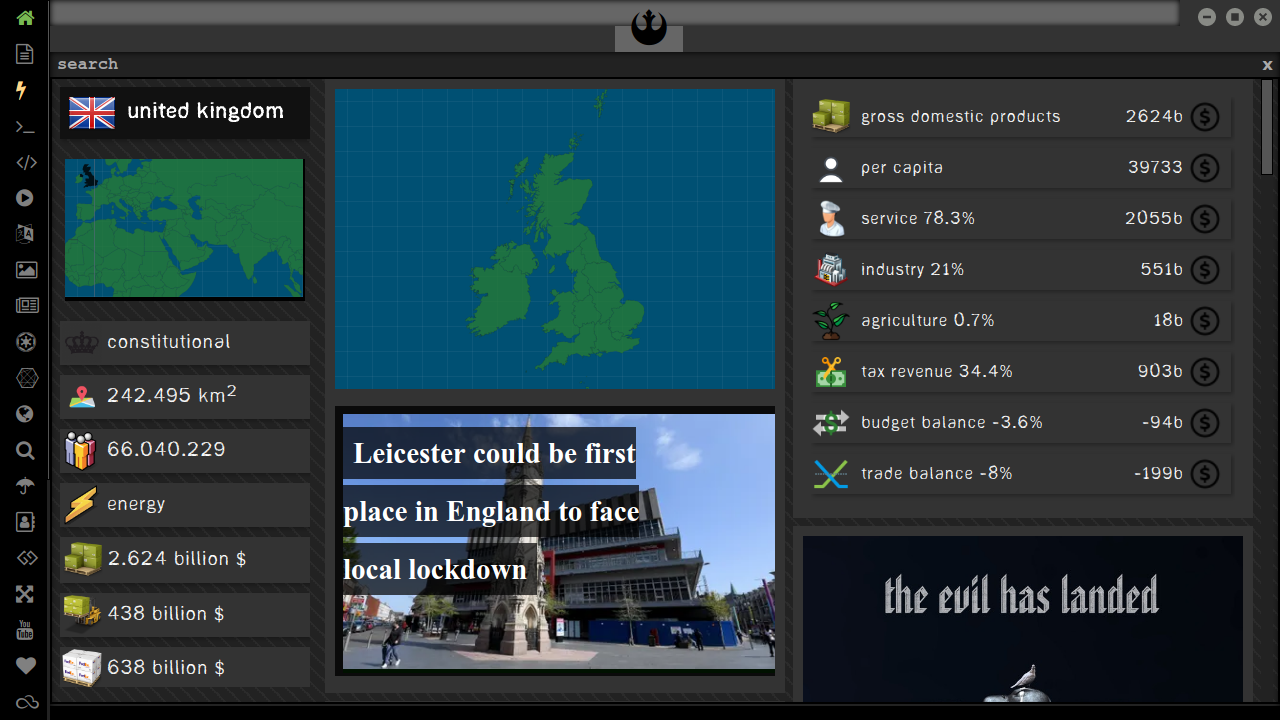 search
x
united kingdom
constitutional
242.495 km²
66.040.229
energy
2.624 billion $
438 billion $
638 billion $
Leicester could be first
place in England to face
local lockdown
gross domestic products 2624b
per capita 39733
service 78.3% 2055b
industry 21% 551b
agriculture 0.7% 18b
tax revenue 34.4% 903b
budget balance -3.6% -94b
trade balance -8% -199b
the evil has landed
You
Tube